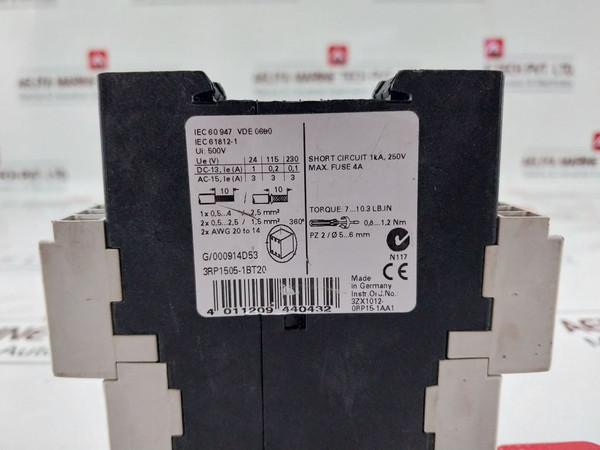 IEC 60 947 VDE 0660
IEC 61812-1
Ui: 500V
Ue (V) 24 115 230
DC-13, Ie (A) 1 0,2 0,1
AC-15, Ie (A) 3 3 3
10 10
1x 0,5...4 / 2,5 mm²
2x 0,5...2,5 / 1,5 mm²
2x AWG 20 to 14
360°
SHORT CIRCUIT 1kA, 250V
MAX. FUSE 4A
TORQUE: 7...10.3 LB.IN
0,8...1,2 Nm
PZ 2 / Ø 5...6 mm
N117
G/000914D53
3RP1505-1BT20
CE
Made
in Germany
Instr.Ord.No.
3ZX1012-
0RP15-1AA1
4 011209 440432